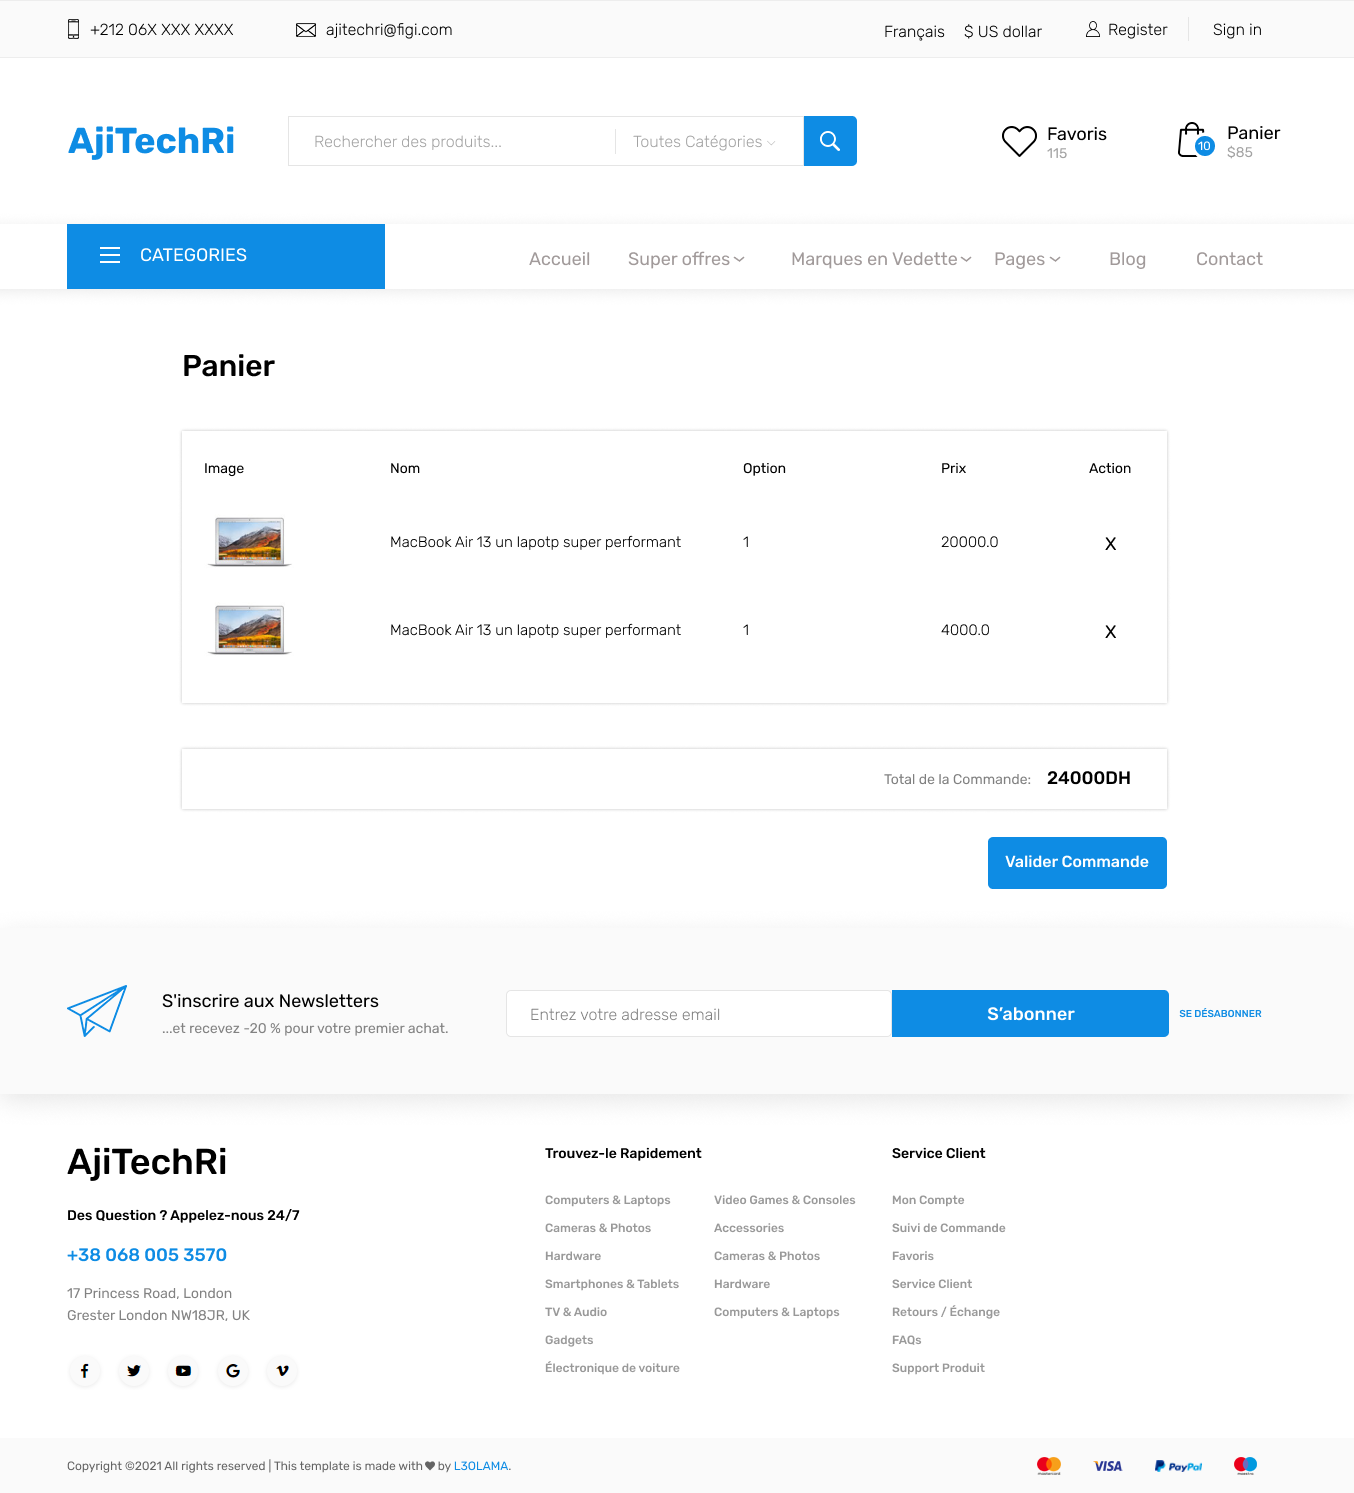 +212 06X XXX XXXX
ajitechri@figi.com
Français
$ US dollar
Register
Sign in
AjiTechRi
Rechercher des produits...
Toutes Catégories
Favoris
115
10
Panier
$85
CATEGORIES
Accueil
Super offres
Marques en Vedette
Pages
Blog
Contact
Panier
Image
Nom
Option
Prix
Action
MacBook Air 13 un lapotp super performant
1
20000.0
X
MacBook Air 13 un lapotp super performant
1
4000.0
X
Total de la Commande:
24000DH
Valider Commande
S'inscrire aux Newsletters
...et recevez -20 % pour votre premier achat.
Entrez votre adresse email
S'abonner
SE DÉSABONNER
AjiTechRi
Des Question ? Appelez-nous 24/7
+38 068 005 3570
17 Princess Road, London
Grester London NW18JR, UK
Trouvez-le Rapidement
Computers & Laptops
Cameras & Photos
Hardware
Smartphones & Tablets
TV & Audio
Gadgets
Électronique de voiture
Video Games & Consoles
Accessories
Cameras & Photos
Hardware
Computers & Laptops
Service Client
Mon Compte
Suivi de Commande
Favoris
Service Client
Retours / Échange
FAQs
Support Produit
Copyright ©2021 All rights reserved | This template is made with ♥ by L3OLAMA.
mastercard
VISA
PayPal
maestro